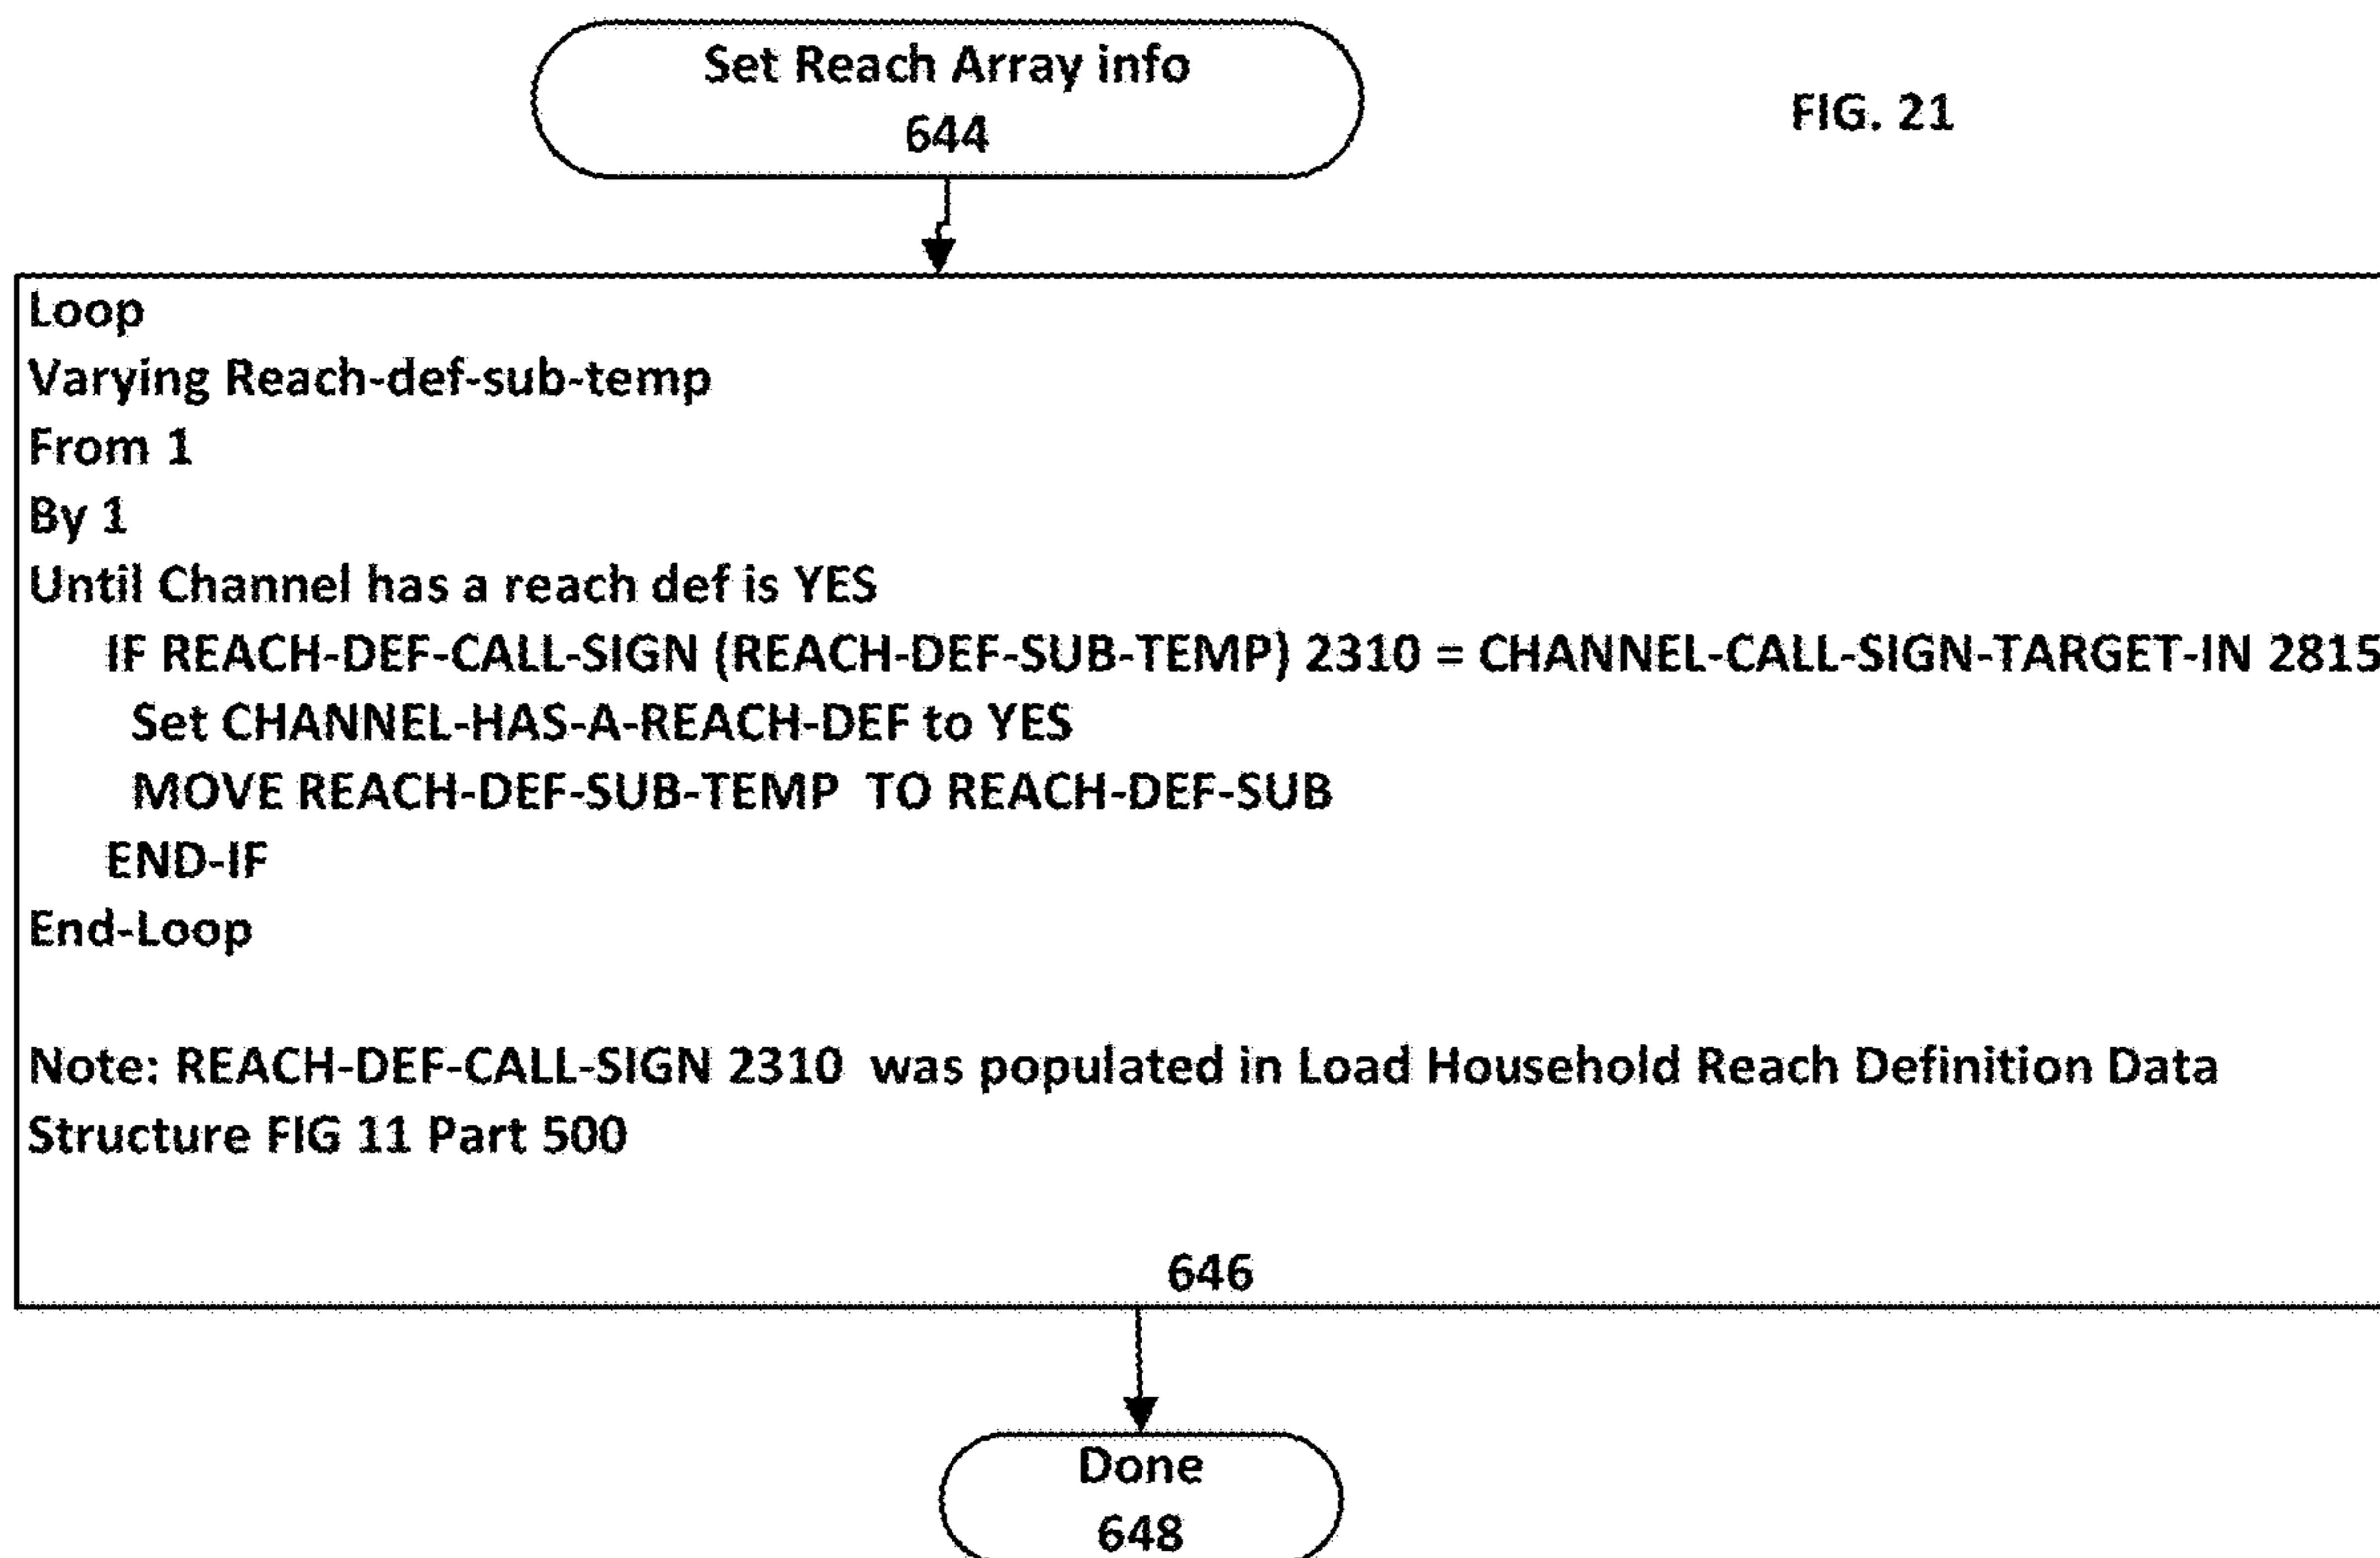 Set Reach Array info
644
FIG. 21
Loop
Varying Reach-def-sub-temp
From 1
By 1
Until Channel has a reach def is YES
IF REACH-DEF-CALL-SIGN (REACH-DEF-SUB-TEMP) 2310 = CHANNEL-CALL-SIGN-TARGET-IN 2815
Set CHANNEL-HAS-A-REACH-DEF to YES
MOVE REACH-DEF-SUB-TEMP TO REACH-DEF-SUB
END-IF
End-Loop
Note: REACH-DEF-CALL-SIGN 2310 was populated in Load Household Reach Definition Data
Structure FIG 11 Part 500
646
Done
648